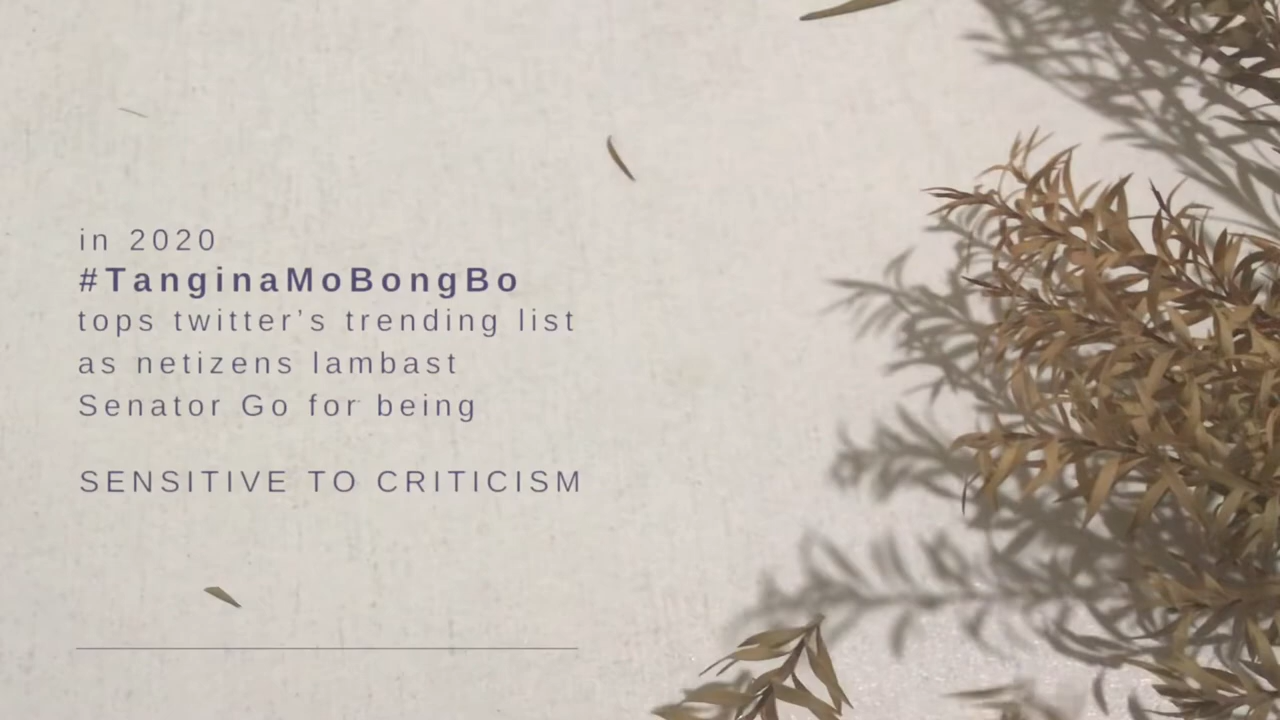 in 2020
#TanginaMoBongBo
tops twitter’s trending list
as netizens lambast
Senator Go for being
SENSITIVE TO CRITICISM